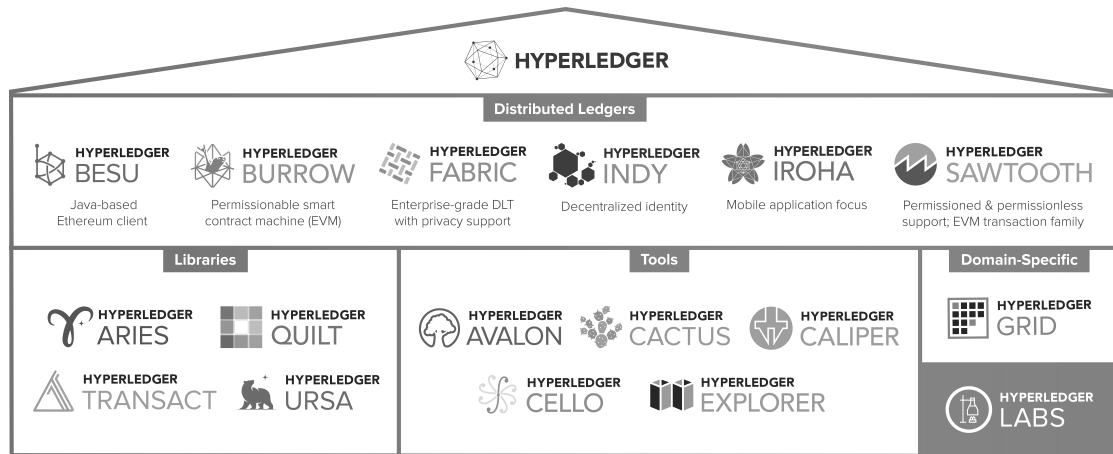 HYPERLEDGER
Distributed Ledgers
HYPERLEDGER
BESU
Java-based
Ethereum client
HYPERLEDGER
BURROW
Permissionable smart
contract machine (EVM)
HYPERLEDGER
FABRIC
Enterprise-grade DLT
with privacy support
HYPERLEDGER
INDY
Decentralized identity
HYPERLEDGER
IROHA
Mobile application focus
HYPERLEDGER
SAWTOOTH
Permissioned & permissionless
support; EVM transaction family
Libraries
HYPERLEDGER
ARIES
HYPERLEDGER
QUILT
HYPERLEDGER
TRANSACT
HYPERLEDGER
URSA
Tools
HYPERLEDGER
AVALON
HYPERLEDGER
CACTUS
HYPERLEDGER
CALIPER
HYPERLEDGER
CELLO
HYPERLEDGER
EXPLORER
Domain-Specific
HYPERLEDGER
GRID
HYPERLEDGER
LABS